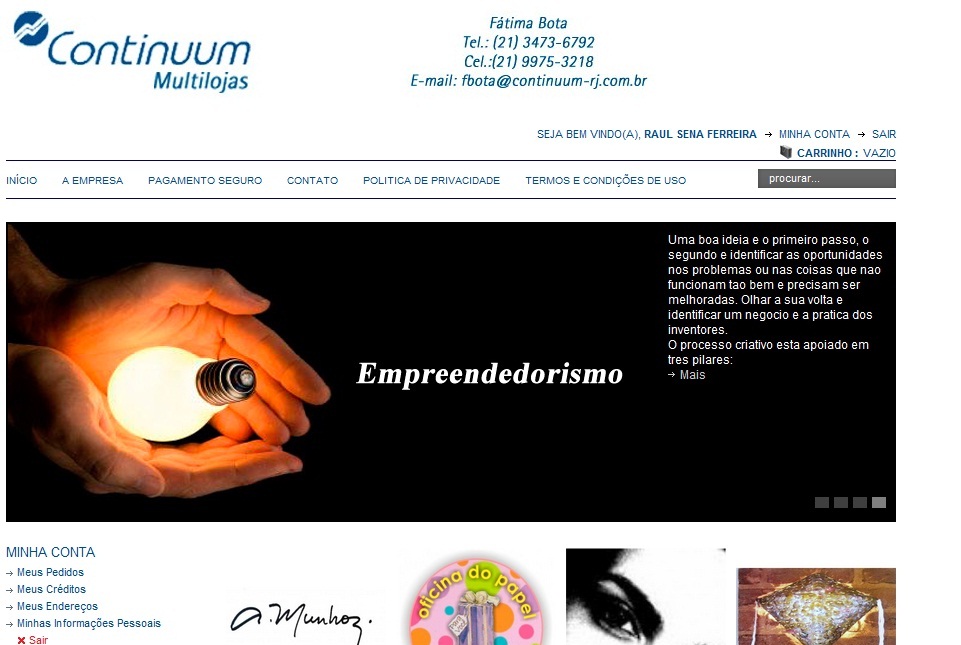 Continuum
Multilojas
Fátima Bota
Tel.: (21) 3473-6792
Cel.:(21) 9975-3218
E-mail: fbota@continuum-rj.com.br
SEJA BEM VINDO(A), RAUL SENA FERREIRA → MINHA CONTA → SAIR
CARRINHO : VAZIO
INÍCIO A EMPRESA PAGAMENTO SEGURO CONTATO POLITICA DE PRIVACIDADE TERMOS E CONDIÇÕES DE USO procurar...
Empreendedorismo
Uma boa ideia e o primeiro passo, o
segundo e identificar as oportunidades
nos problemas ou nas coisas que nao
funcionam tao bem e precisam ser
melhoradas. Olhar a sua volta e
identificar um negocio e a pratica dos
inventores.
O processo criativo esta apoiado em
tres pilares:
→ Mais
MINHA CONTA
→ Meus Pedidos
→ Meus Créditos
→ Meus Endereços
→ Minhas Informações Pessoais
Sair
A.Munhoz.
oficina do papel